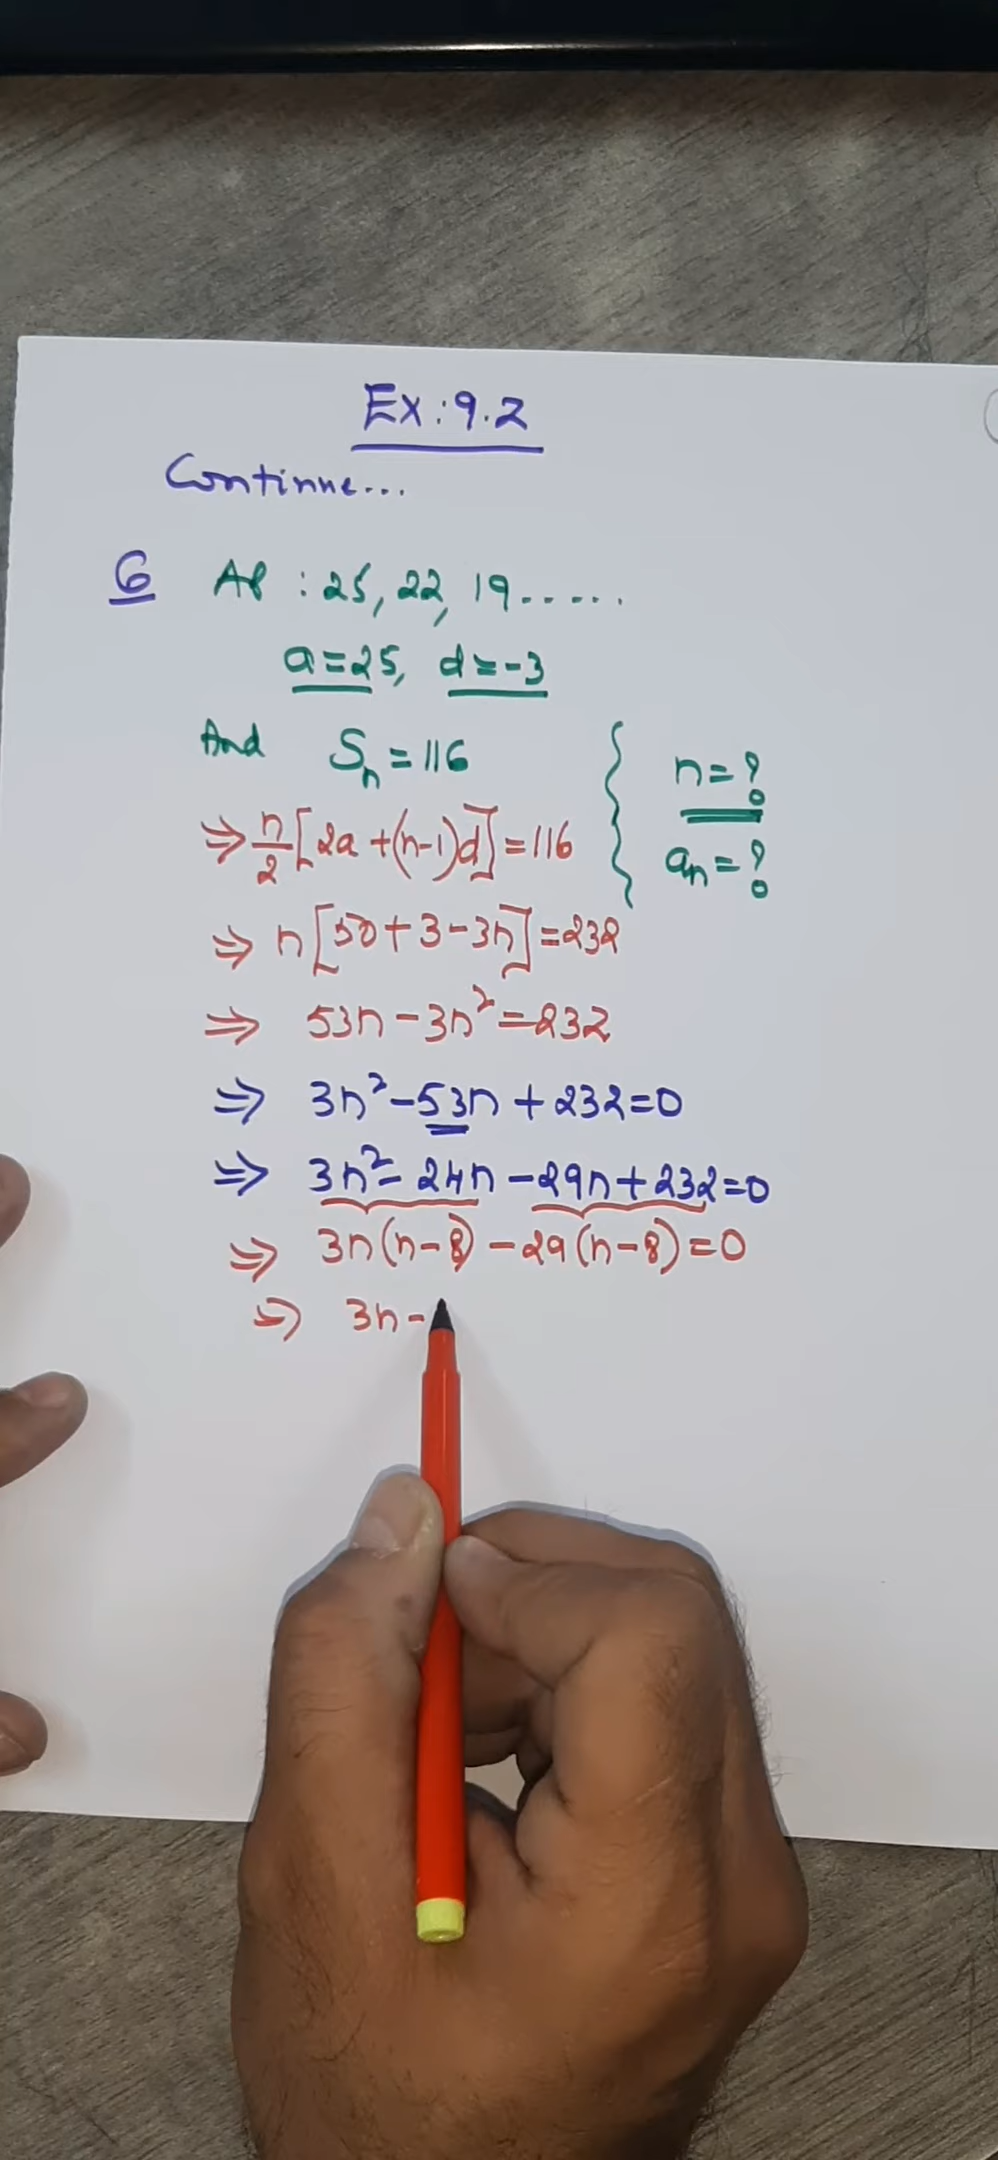 Ex: 9.2
Continue...
6 AP : 25, 22, 19.....
a=25, d=-3
And Sn = 116
n=?
an=?
⇒ n/2 [2a+(n-1)d] = 116
⇒ n[50+3-3n] = 232
⇒ 53n-3n² = 232
⇒ 3n²-53n+232=0
⇒ 3n²-24n-29n+232=0
⇒ 3n(n-8)-29(n-8)=0
⇒ 3n-